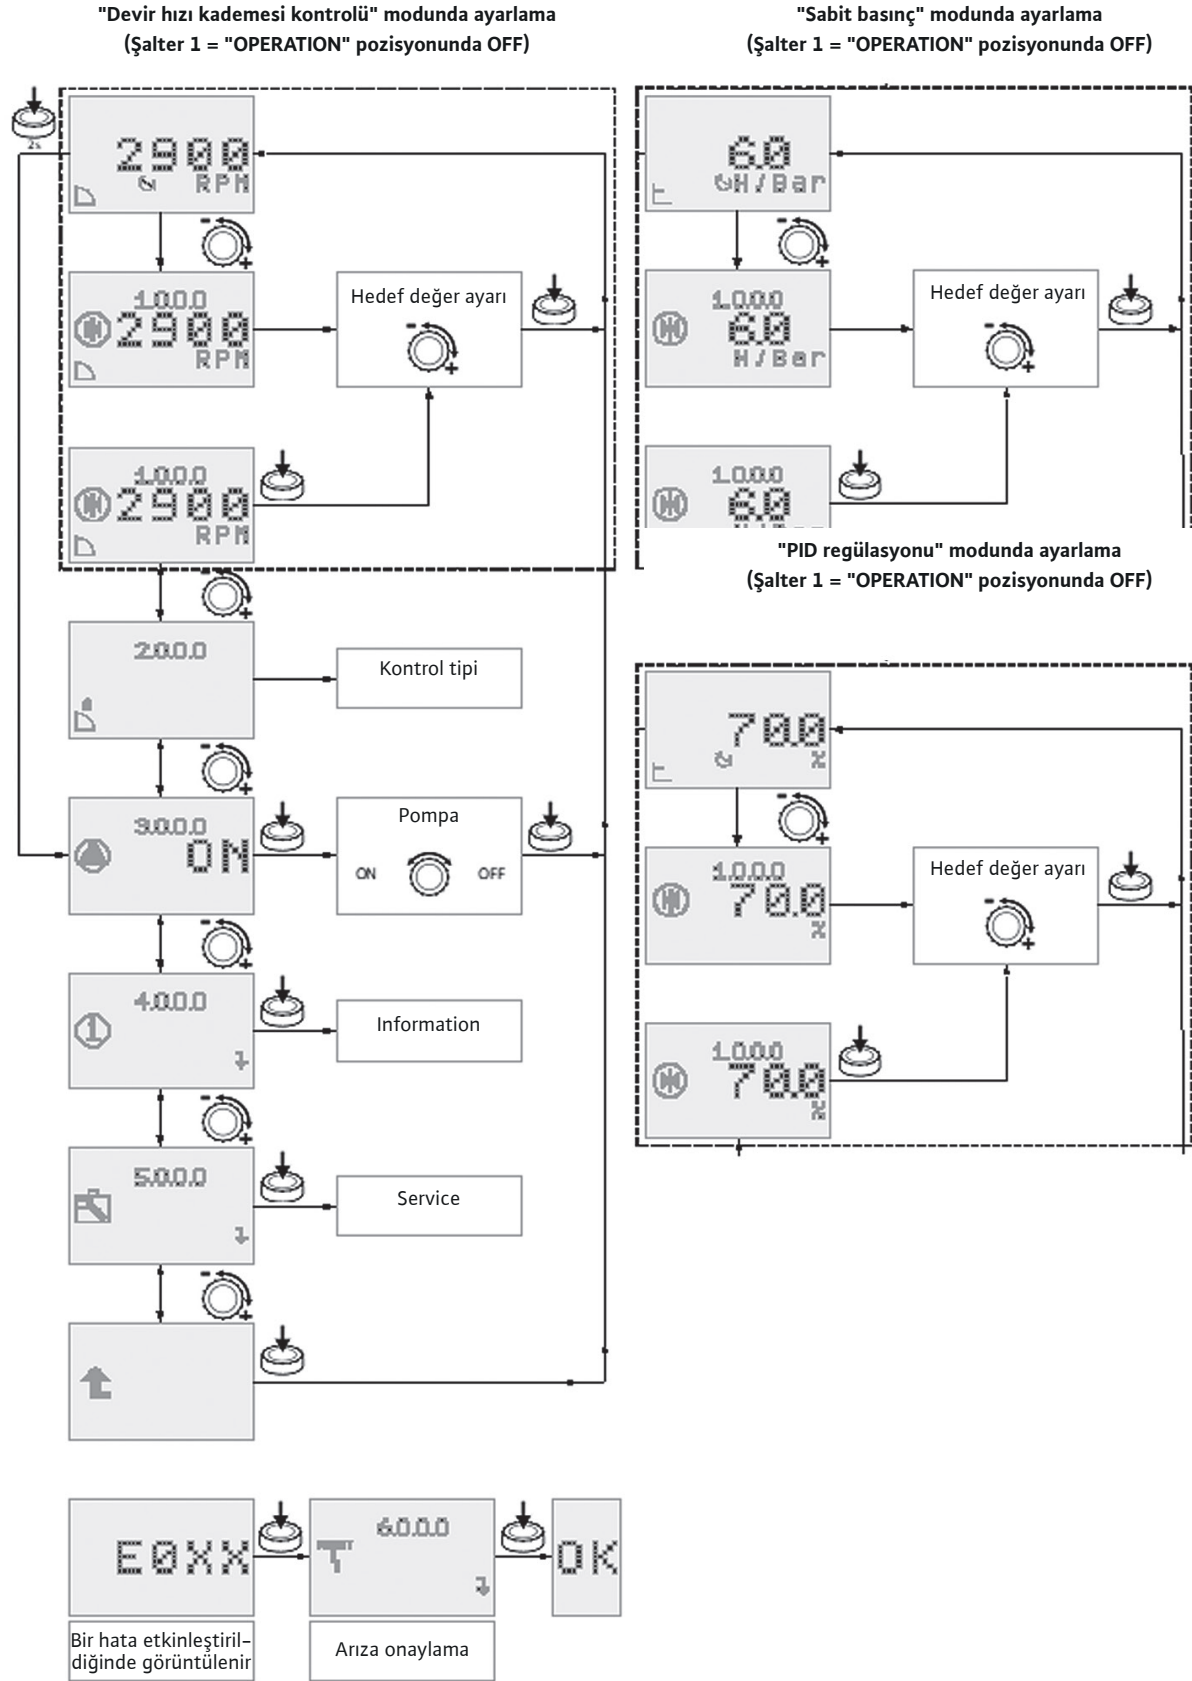 "Devir hızı kademesi kontrolü" modunda ayarlama
(Şalter 1 = "OPERATION" pozisyonunda OFF)
2s
2900
RPM
1.0.0.0
2900
RPM
Hedef değer ayarı
- +
1.0.0.0
2900
RPM
2.0.0.0
Kontrol tipi
3.0.0.0
ON
Pompa
ON OFF
4.0.0.0
Information
5.0.0.0
Service
E0XX
6.0.0.0
OK
Bir hata etkinleştiril-
diğinde görüntülenir
Arıza onaylama
"Sabit basınç" modunda ayarlama
(Şalter 1 = "OPERATION" pozisyonunda OFF)
6.0
H/Bar
1.0.0.0
6.0
H/Bar
Hedef değer ayarı
- +
1.0.0.0
6.0
"PID regülasyonu" modunda ayarlama
(Şalter 1 = "OPERATION" pozisyonunda OFF)
70.0
%
1.0.0.0
70.0
%
Hedef değer ayarı
- +
1.0.0.0
70.0
%